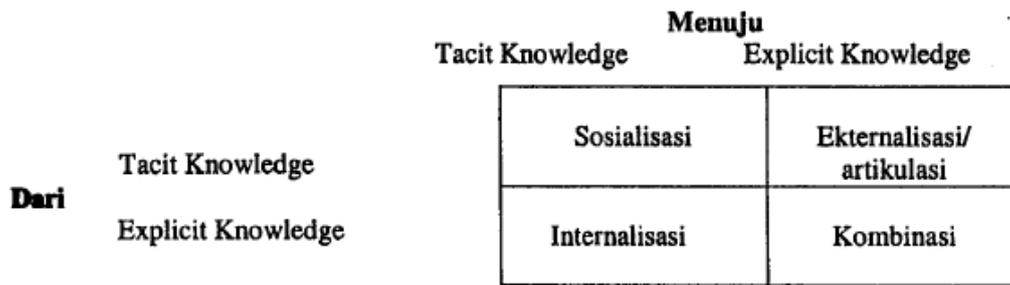 Menuju
Tacit Knowledge Explicit Knowledge
Sosialisasi Ekternalisasi/
artikulasi
Tacit Knowledge
Dari
Explicit Knowledge
Internalisasi Kombinasi